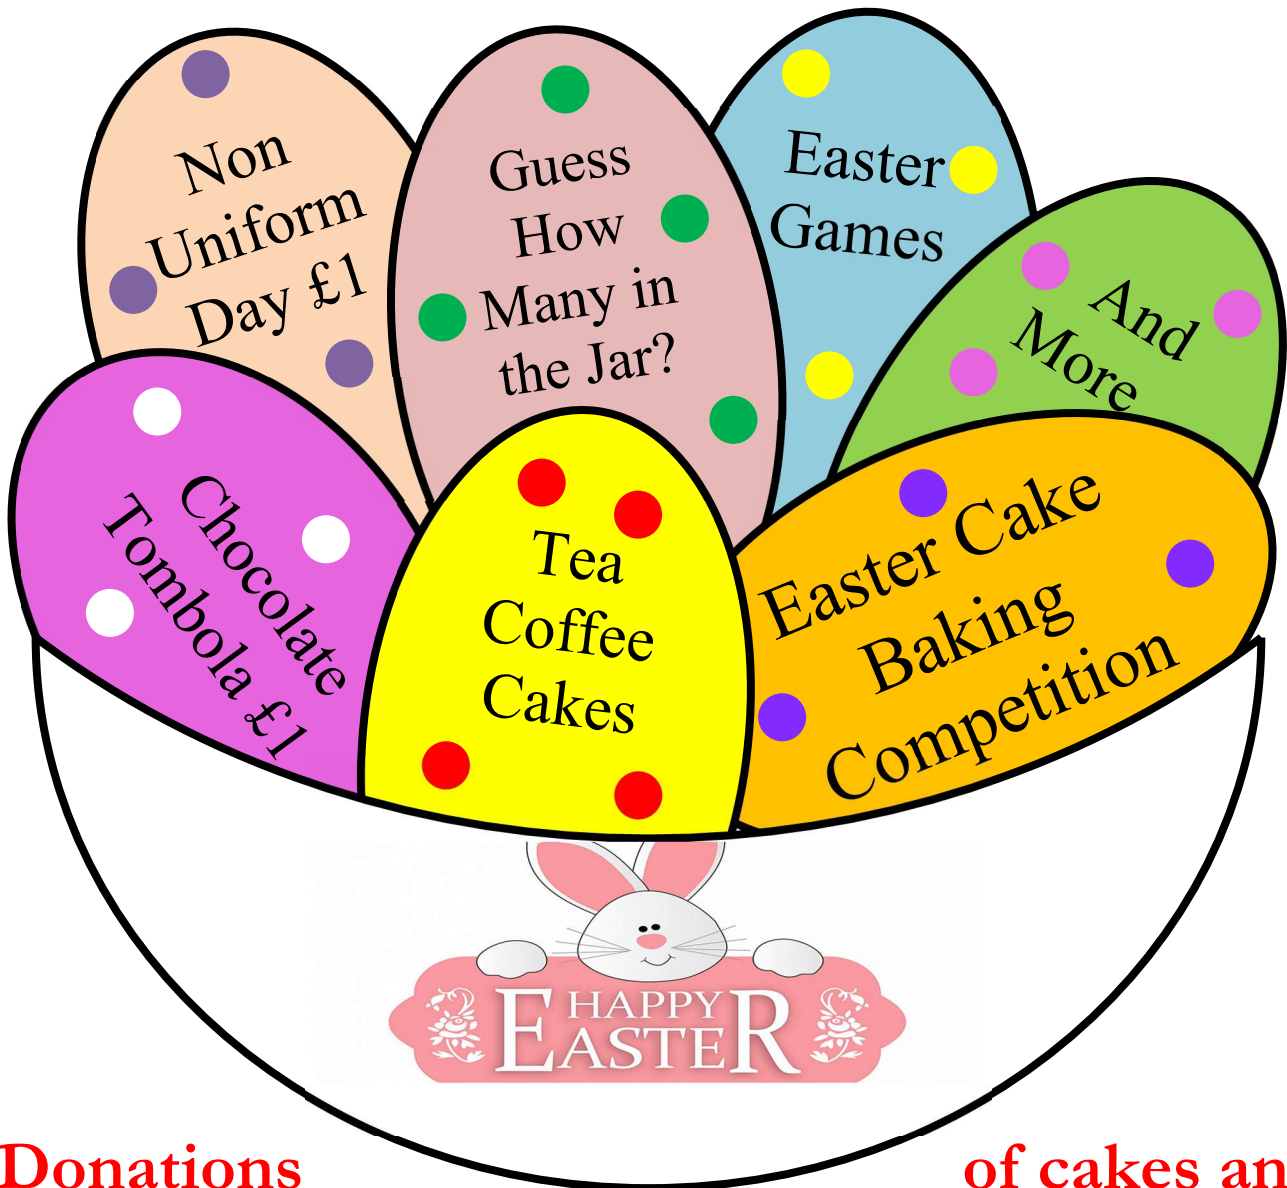 Non
Uniform
Day £1
Guess
How
Many in
the Jar?
Easter
Games
And
More
Chocolate
Tombola £1
Tea
Coffee
Cakes
Easter Cake
Baking
Competition
HAPPY
EASTER
Donations of cakes an